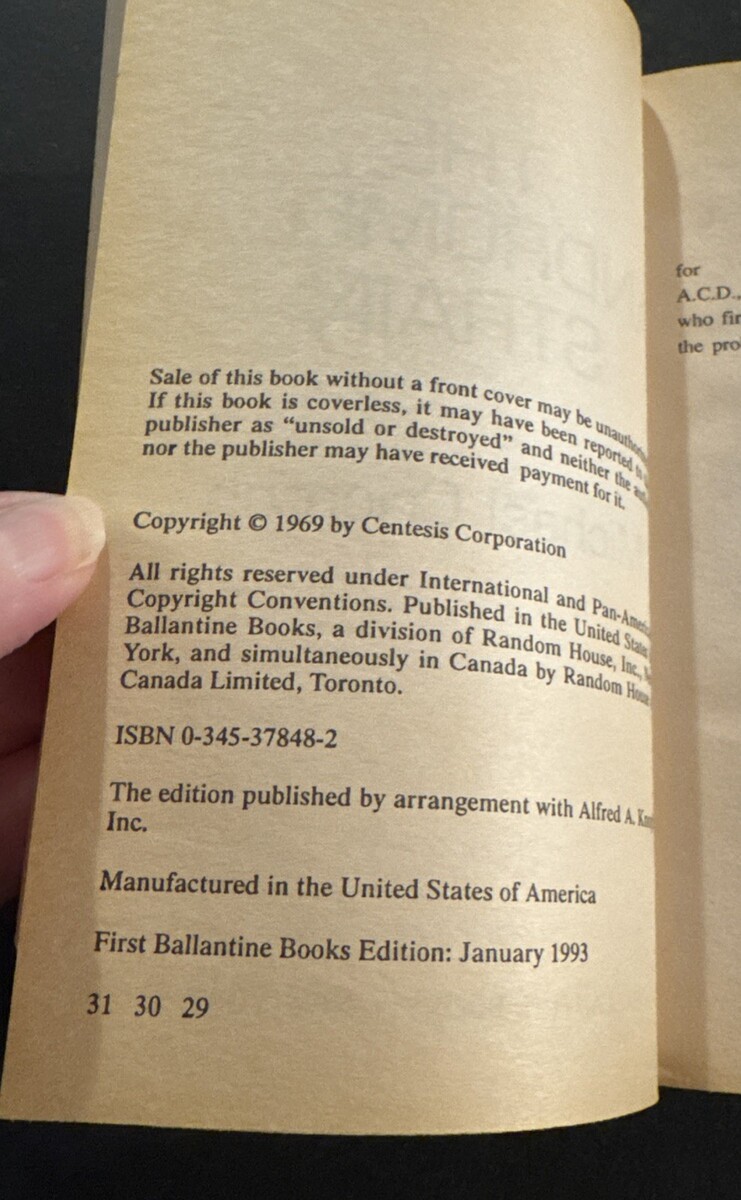 Sale of this book without a front cover may be
If this book is coverless, it may have been reported to
publisher as “unsold or destroyed” and neither the
nor the publisher may have received payment for it.
Copyright © 1969 by Centesis Corporation
All rights reserved under International and
Copyright Conventions. Published in the United
Ballantine Books, a division of Random House, Inc.,
York, and simultaneously in Canada by Random
Canada Limited, Toronto.
ISBN 0-345-37848-2
The edition published by arrangement with Alfred A.
Inc.
Manufactured in the United States of America
First Ballantine Books Edition: January 1993
31 30 29
for
A.C.D.,
who
the